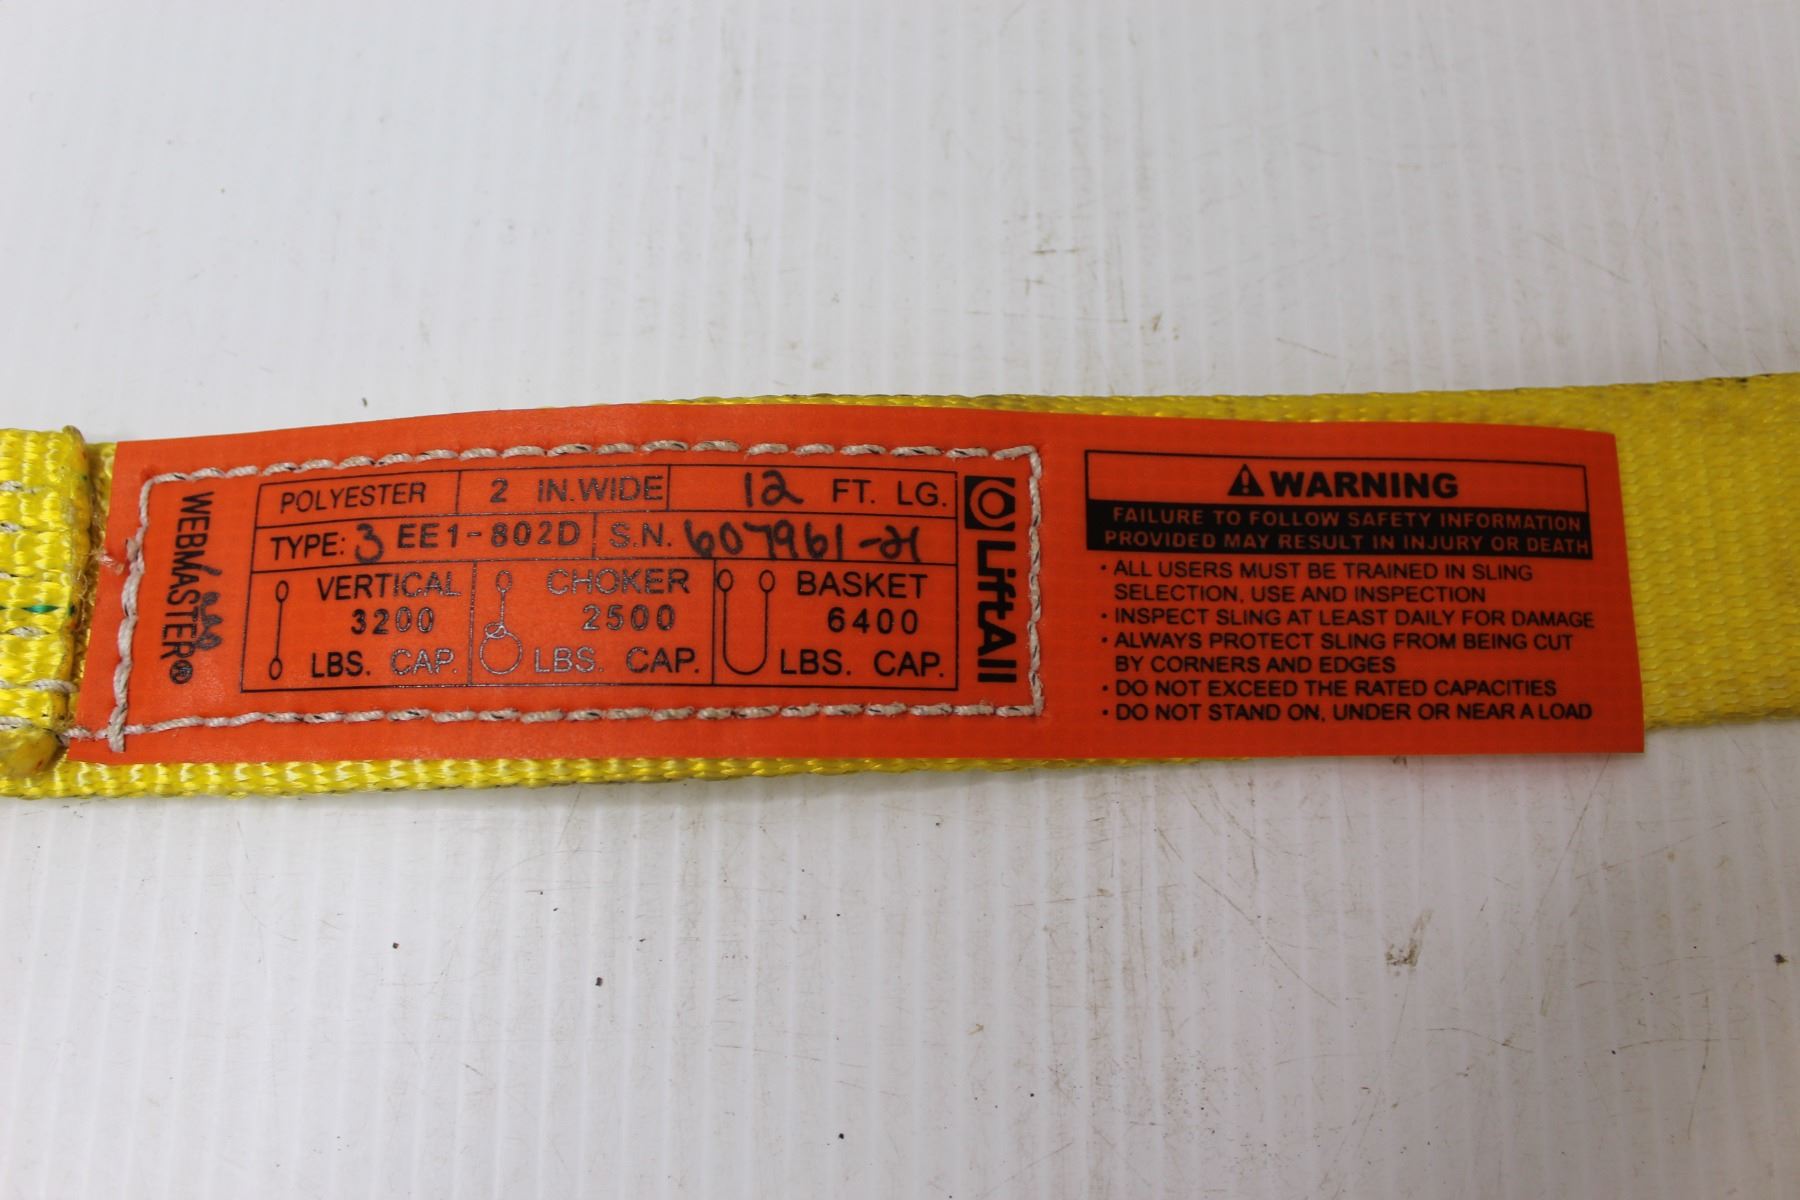 WEBMASTER®
POLYESTER 2 IN. WIDE 12 FT. LG.
TYPE: 3 EE1-802D S.N. 607961-21
VERTICAL CHOKER BASKET
3200 2500 6400
LBS. CAP. LBS. CAP. LBS. CAP.
LiftAll
WARNING
FAILURE TO FOLLOW SAFETY INFORMATION
PROVIDED MAY RESULT IN INJURY OR DEATH
· ALL USERS MUST BE TRAINED IN SLING
SELECTION, USE AND INSPECTION
· INSPECT SLING AT LEAST DAILY FOR DAMAGE
· ALWAYS PROTECT SLING FROM BEING CUT
BY CORNERS AND EDGES
· DO NOT EXCEED THE RATED CAPACITIES
· DO NOT STAND ON, UNDER OR NEAR A LOAD